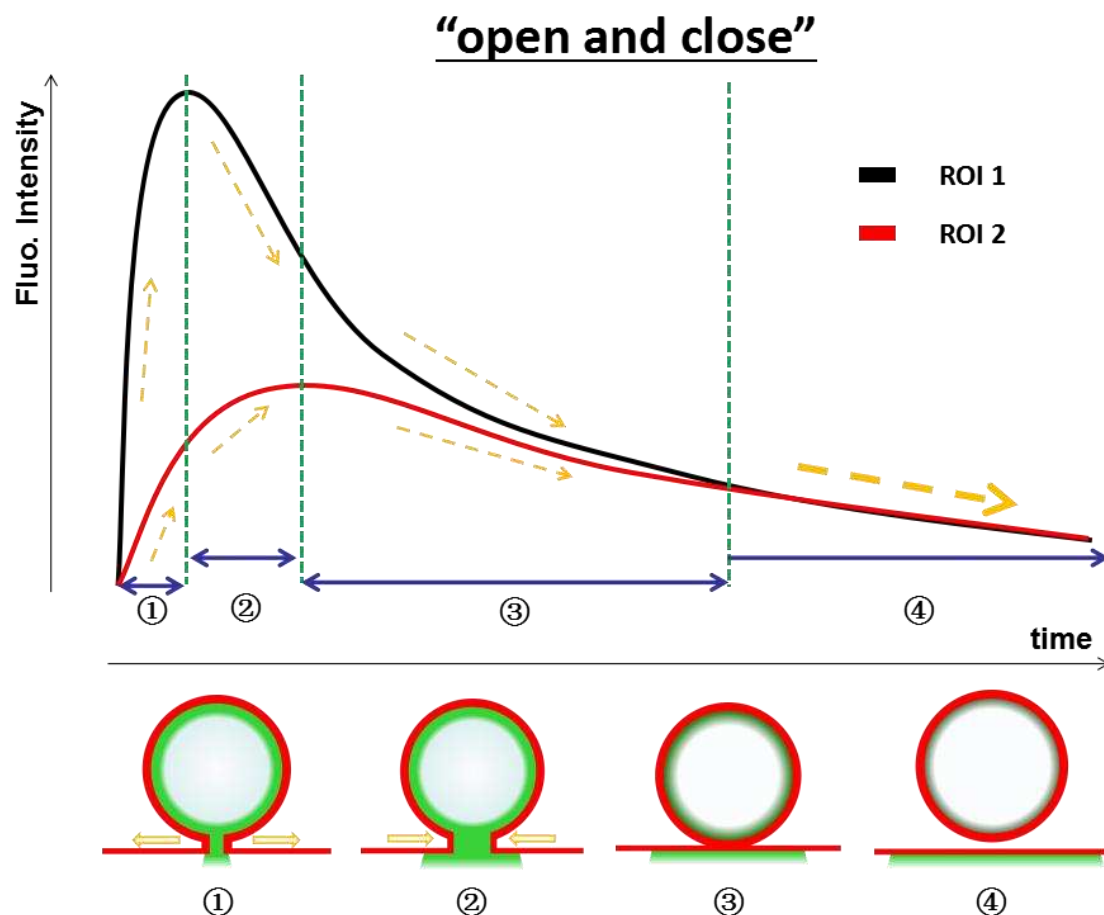 “open and close”
Fluo. Intensity
ROI 1
ROI 2
① ② ③ ④
time
① ② ③ ④